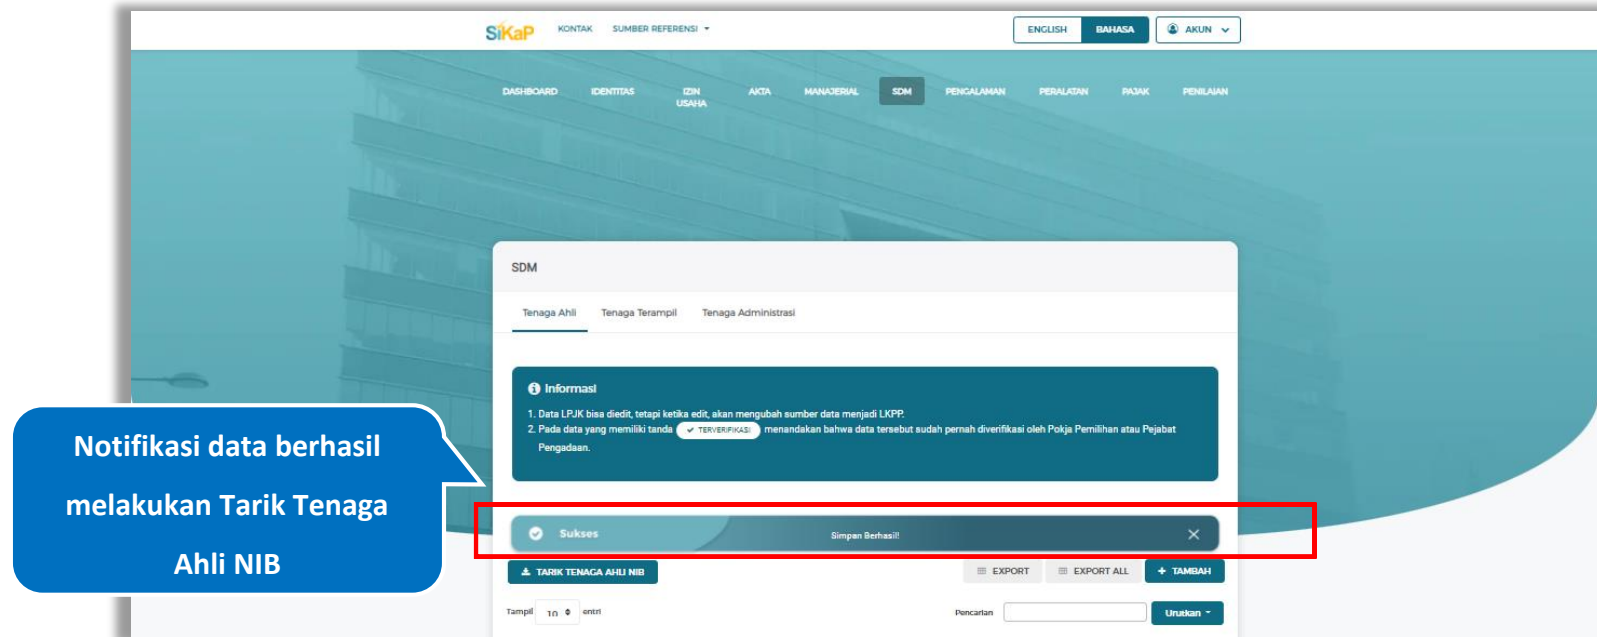 SiKaP KONTAK SUMBER REFERENSI ENGLISH BAHASA AKUN
DASHBOARD IDENTITAS IZIN USAHA AKTA MANAJERIAL SDM PENGALAMAN PERALATAN PAJAK PENILAIAN
SDM
Tenaga Ahli Tenaga Terampil Tenaga Administrasi
Informasi
1. Data LPJK bisa diedit, tetapi ketika edit, akan mengubah sumber data menjadi LKPP.
2. Pada data yang memiliki tanda TERVERIFIKASI menandakan bahwa data tersebut sudah pernah diverifikasi oleh Pokja Pemilihan atau Pejabat
Pengadaan.
Notifikasi data berhasil
melakukan Tarik Tenaga
Ahli NIB
Sukses Simpan Berhasil!
TARIK TENAGA AHLI NIB EXPORT EXPORT ALL + TAMBAH
Tampil 10 entri Pencarian Urutkan